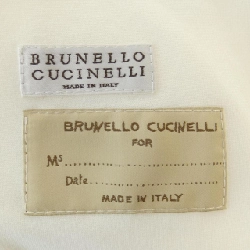 BRUNELLO
CUCINELLI
MADE IN ITALY
BRUNELLO CUCINELLI
FOR
Ms.............................
Date..........................
MADE IN ITALY